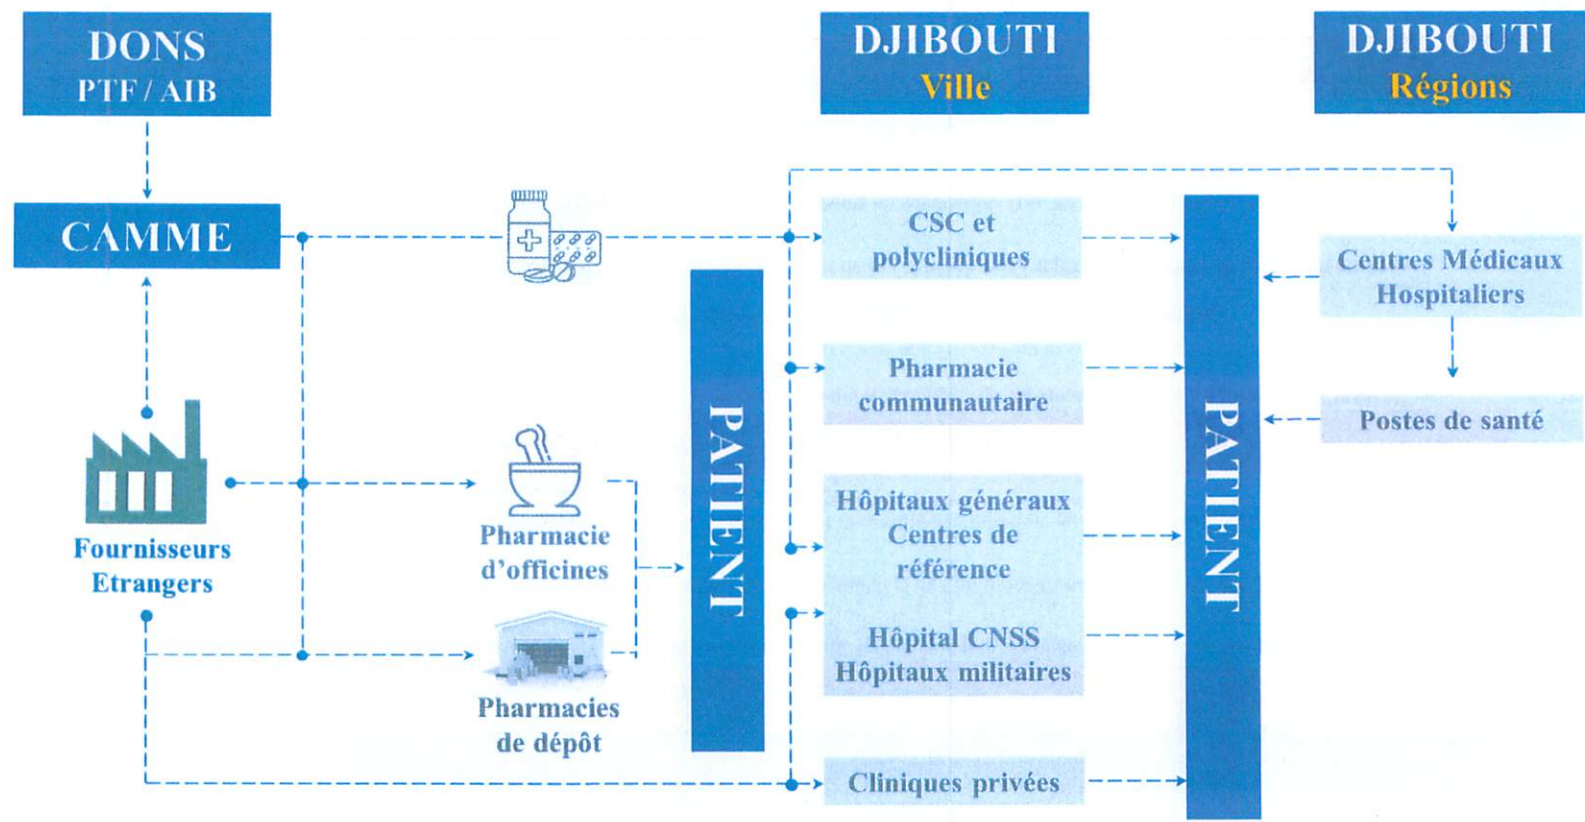 DONS
PTF / AIB
DJIBOUTI
Ville
DJIBOUTI
Régions
CAMME
CSC et
polycliniques
Centres Médicaux
Hospitaliers
Pharmacie
communautaire
Postes de santé
PATIENT
PATIENT
Fournisseurs
Etrangers
Pharmacie
d'officines
Hôpitaux généraux
Centres de
référence
Hôpital CNSS
Hôpitaux militaires
Pharmacies
de dépôt
Cliniques privées